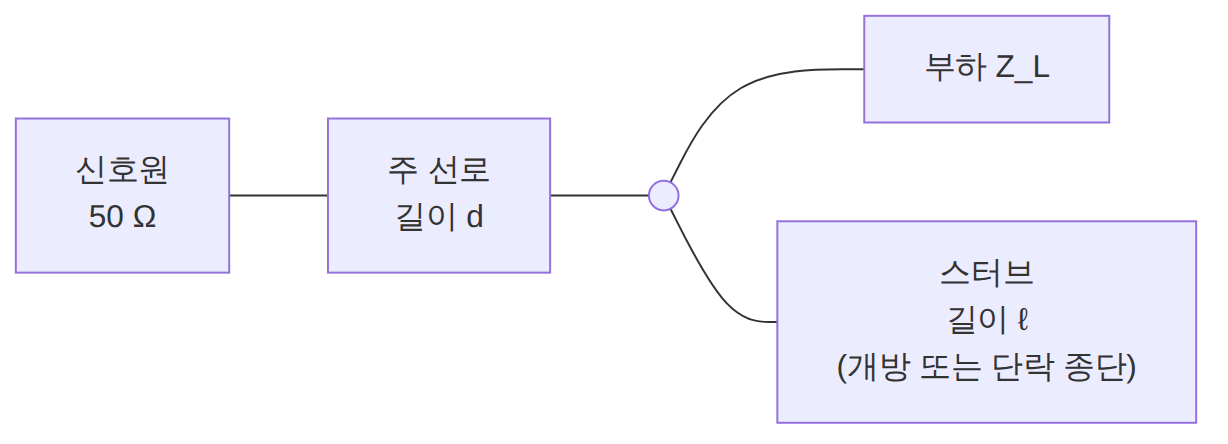 신호원
50 Ω
주 선로
길이 d
부하 Z_L
스터브
길이 ℓ
(개방 또는 단락 종단)